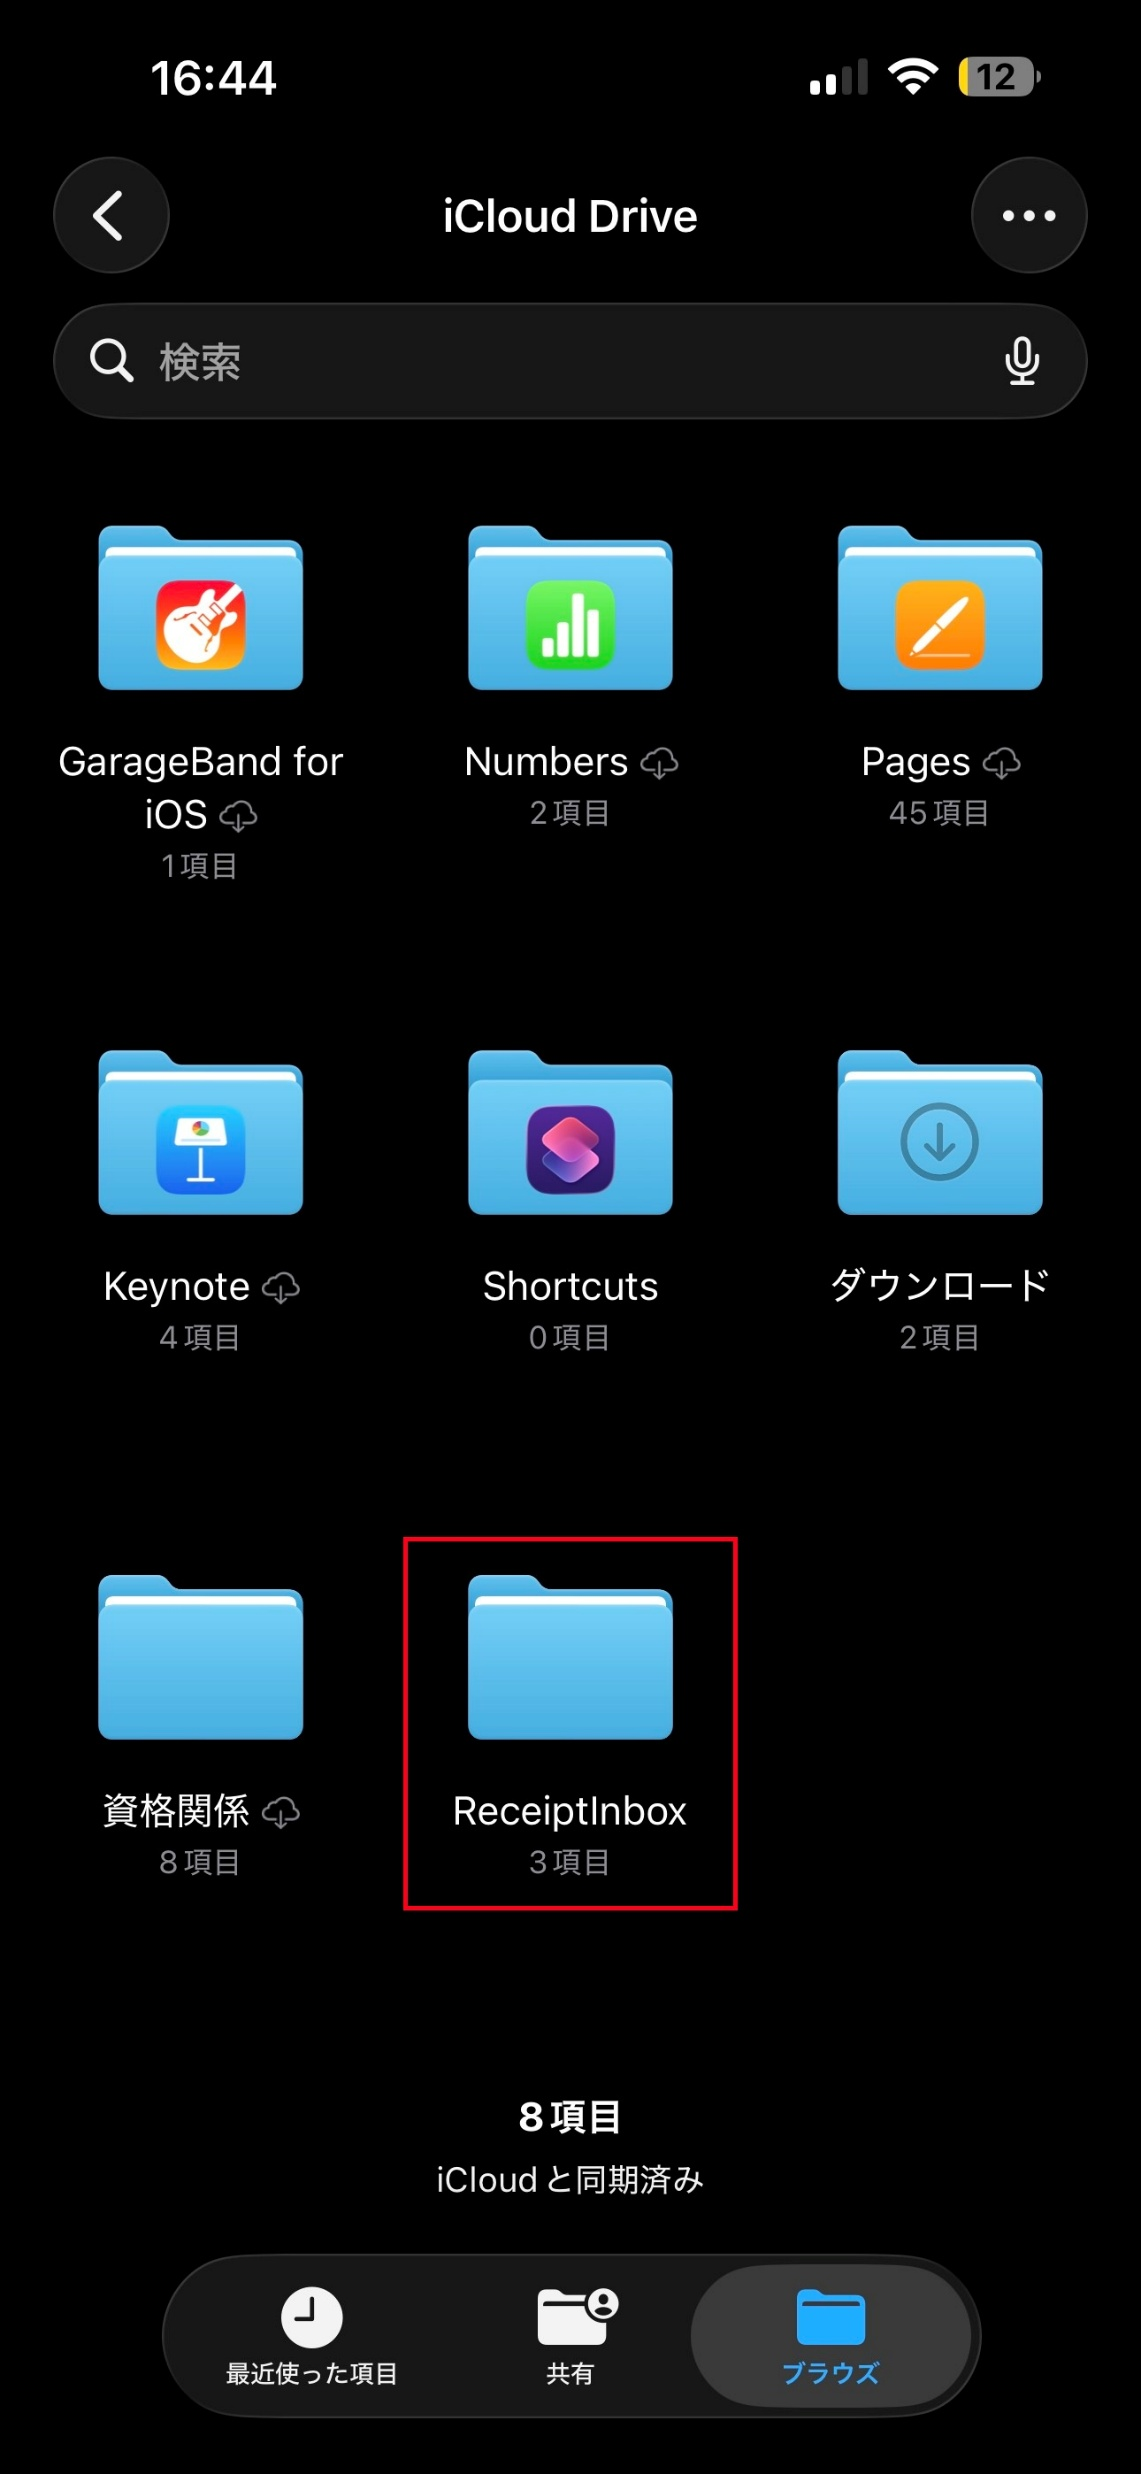 16:44
12
iCloud Drive
検索
GarageBand for
iOS
1項目
Numbers
2項目
Pages
45項目
Keynote
4項目
Shortcuts
0項目
ダウンロード
2項目
資格関係
8項目
ReceiptInbox
3項目
8項目
iCloudと同期済み
最近使った項目
共有
ブラウズ